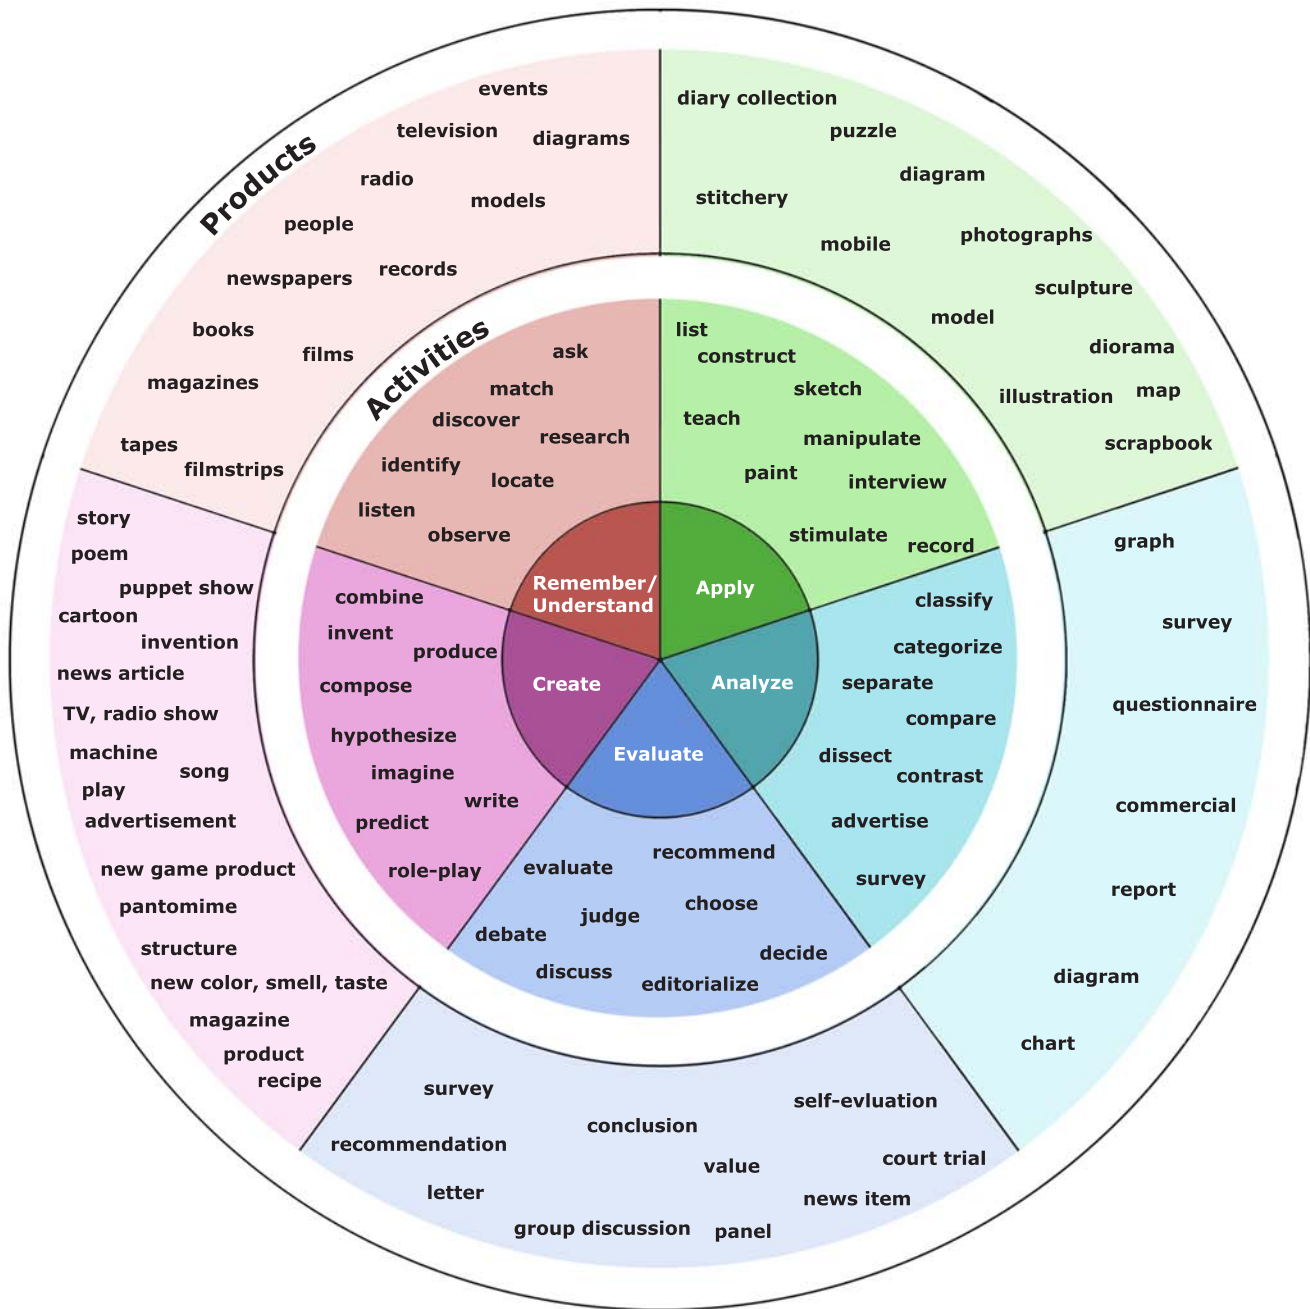 Products
events
television
diagrams
radio
models
people
newspapers
records
books
films
magazines
tapes
filmstrips
diary collection
puzzle
diagram
stitchery
mobile
photographs
sculpture
model
diorama
illustration
map
scrapbook
graph
survey
questionnaire
commercial
report
diagram
chart
survey
self-evluation
conclusion
recommendation
value
court trial
letter
news item
group discussion
panel
story
poem
puppet show
cartoon
invention
news article
TV, radio show
machine
song
play
advertisement
new game product
pantomime
structure
new color, smell, taste
magazine
product
recipe
Activities
ask
match
discover
research
identify
locate
listen
observe
list
construct
sketch
teach
manipulate
paint
interview
stimulate
record
classify
categorize
separate
compare
dissect
contrast
advertise
survey
recommend
evaluate
choose
judge
debate
decide
discuss
editorialize
combine
invent
produce
compose
hypothesize
imagine
write
predict
role-play
Remember/
Understand
Apply
Analyze
Evaluate
Create